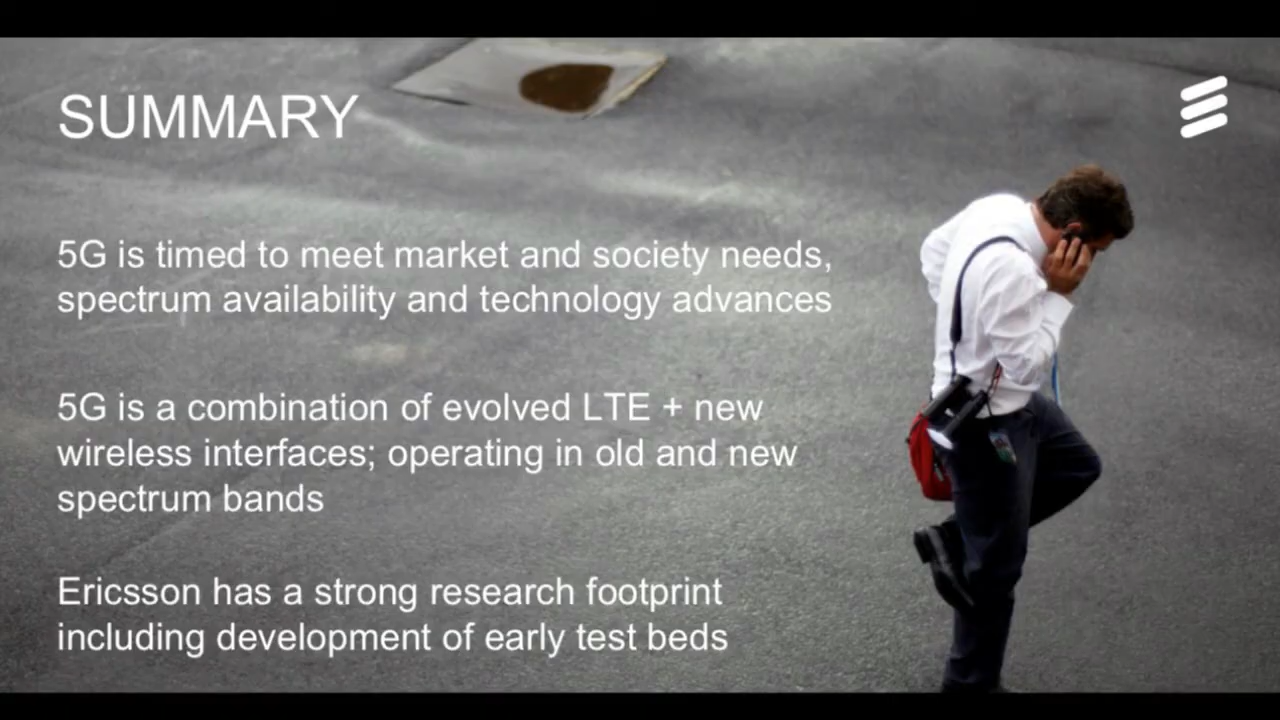 SUMMARY
5G is timed to meet market and society needs,
spectrum availability and technology advances
5G is a combination of evolved LTE + new
wireless interfaces; operating in old and new
spectrum bands
Ericsson has a strong research footprint
including development of early test beds